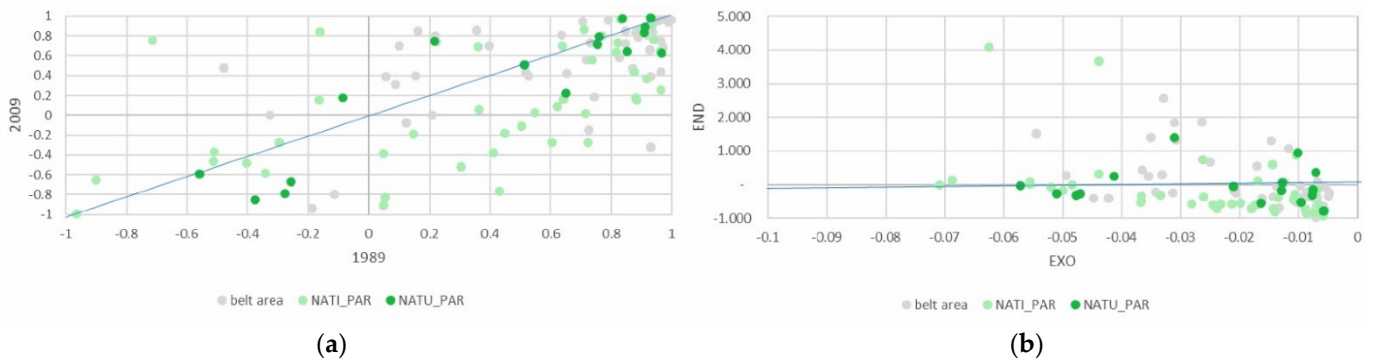 1
0.8
0.6
0.4
0.2
0
-0.2
-0.4
-0.6
-0.8
-1
2009
-1 -0.8 -0.6 -0.4 -0.2 0 0.2 0.4 0.6 0.8 1
1989
belt area NATI_PAR NATU_PAR
(a)
5.000
4.000
3.000
2.000
1.000
-
-1.000
END
-0.1 -0.09 -0.08 -0.07 -0.06 -0.05 -0.04 -0.03 -0.02 -0.01 0
EXO
belt area NATI_PAR NATU_PAR
(b)